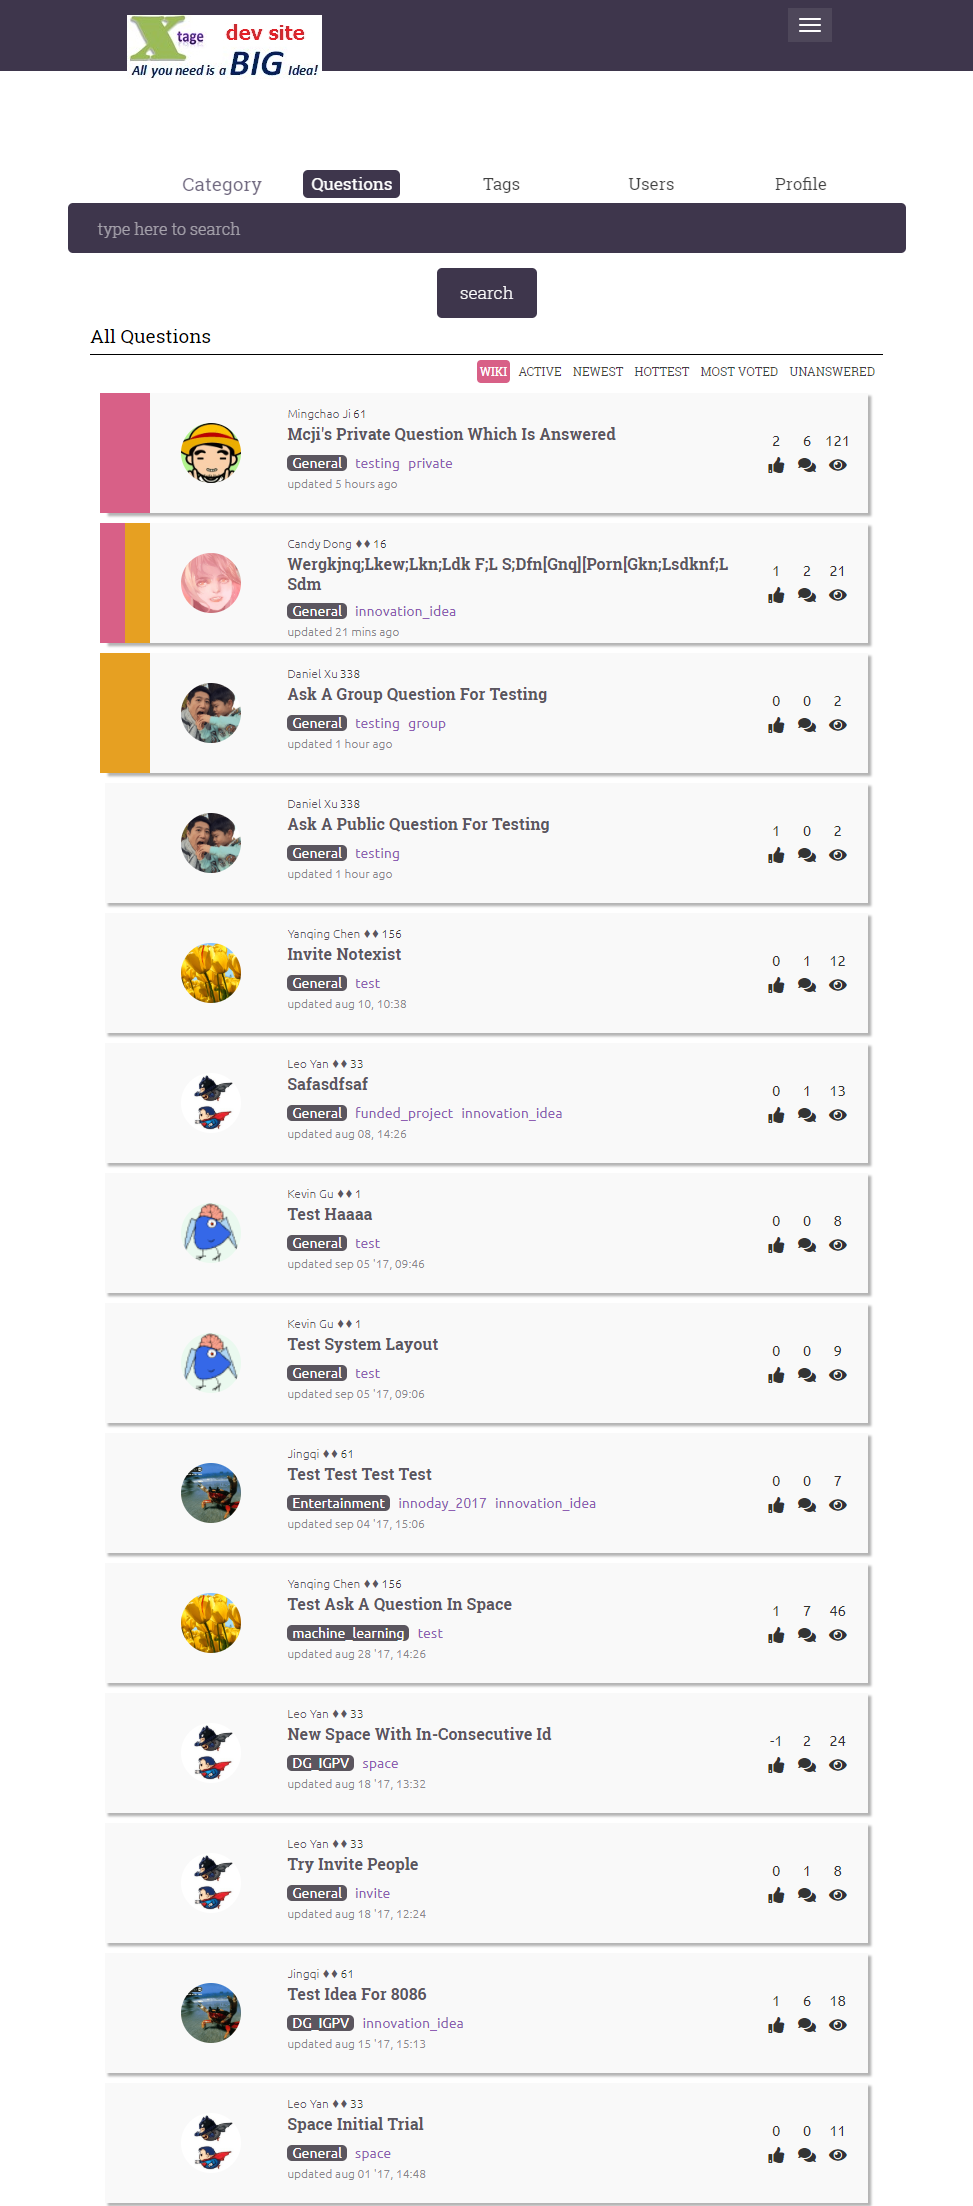 X tage dev site
All you need is a BIG Idea!
Category Questions Tags Users Profile
type here to search
search
All Questions
WIKI ACTIVE NEWEST HOTTEST MOST VOTED UNANSWERED
Mingchao Ji 61
Mcji's Private Question Which Is Answered
2 6 121
General testing private
updated 5 hours ago
Candy Dong ♦♦ 16
Wergkjnq;Lkew;Lkn;Ldk F;L S;Dfn[Gnq][Porn[Gkn;Lsdknf;L
Sdm
1 2 21
General innovation_idea
updated 21 mins ago
Daniel Xu 338
Ask A Group Question For Testing
0 0 2
General testing group
updated 1 hour ago
Daniel Xu 338
Ask A Public Question For Testing
1 0 2
General testing
updated 1 hour ago
Yanqing Chen ♦♦ 156
Invite Notexist
0 1 12
General test
updated aug 10, 10:38
Leo Yan ♦♦ 33
Safasdfsaf
0 1 13
General funded_project innovation_idea
updated aug 08, 14:26
Kevin Gu ♦♦ 1
Test Haaaa
0 0 8
General test
updated sep 05 '17, 09:46
Kevin Gu ♦♦ 1
Test System Layout
0 0 9
General test
updated sep 05 '17, 09:06
Jingqi ♦♦ 61
Test Test Test Test
0 0 7
Entertainment innoday_2017 innovation_idea
updated sep 04 '17, 15:06
Yanqing Chen ♦♦ 156
Test Ask A Question In Space
1 7 46
machine_learning test
updated aug 28 '17, 14:26
Leo Yan ♦♦ 33
New Space With In-Consecutive Id
-1 2 24
DG_IGPV space
updated aug 18 '17, 13:32
Leo Yan ♦♦ 33
Try Invite People
0 1 8
General invite
updated aug 18 '17, 12:24
Jingqi ♦♦ 61
Test Idea For 8086
1 6 18
DG_IGPV innovation_idea
updated aug 15 '17, 15:13
Leo Yan ♦♦ 33
Space Initial Trial
0 0 11
General space
updated aug 01 '17, 14:48